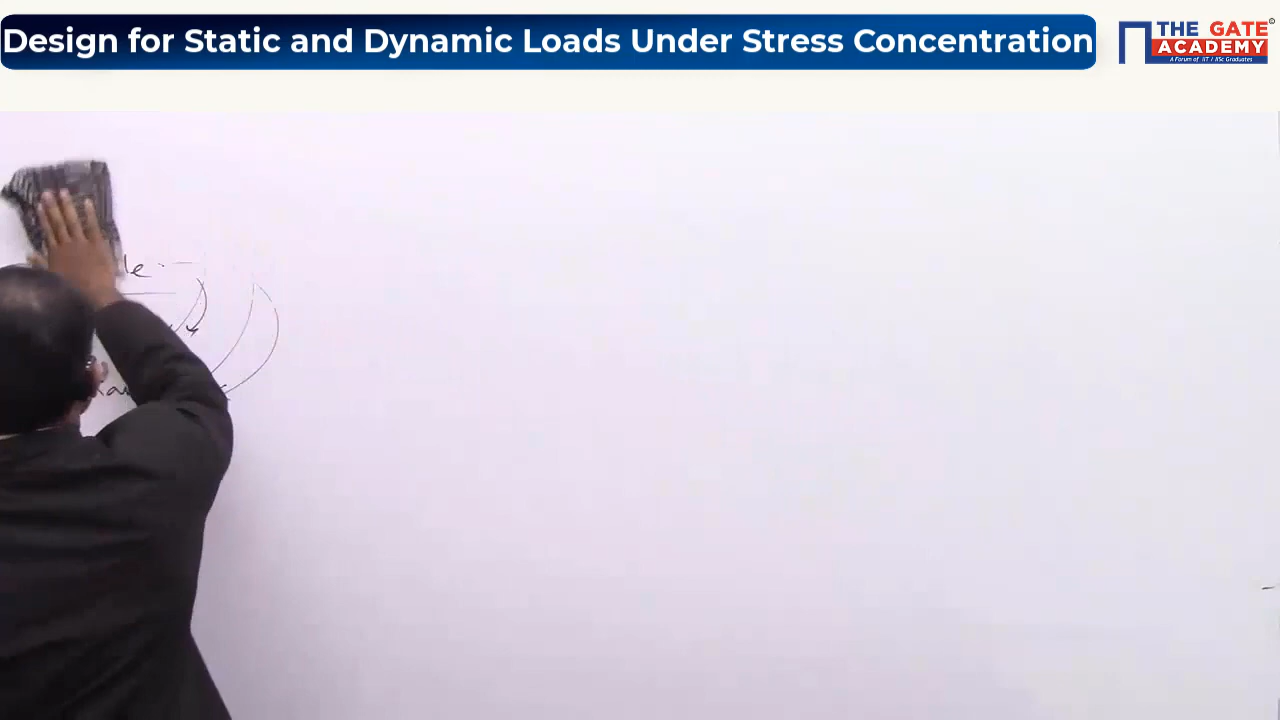 Design for Static and Dynamic Loads Under Stress Concentration
THE GATE
ACADEMY
A Forum of IIT / IISc Graduates